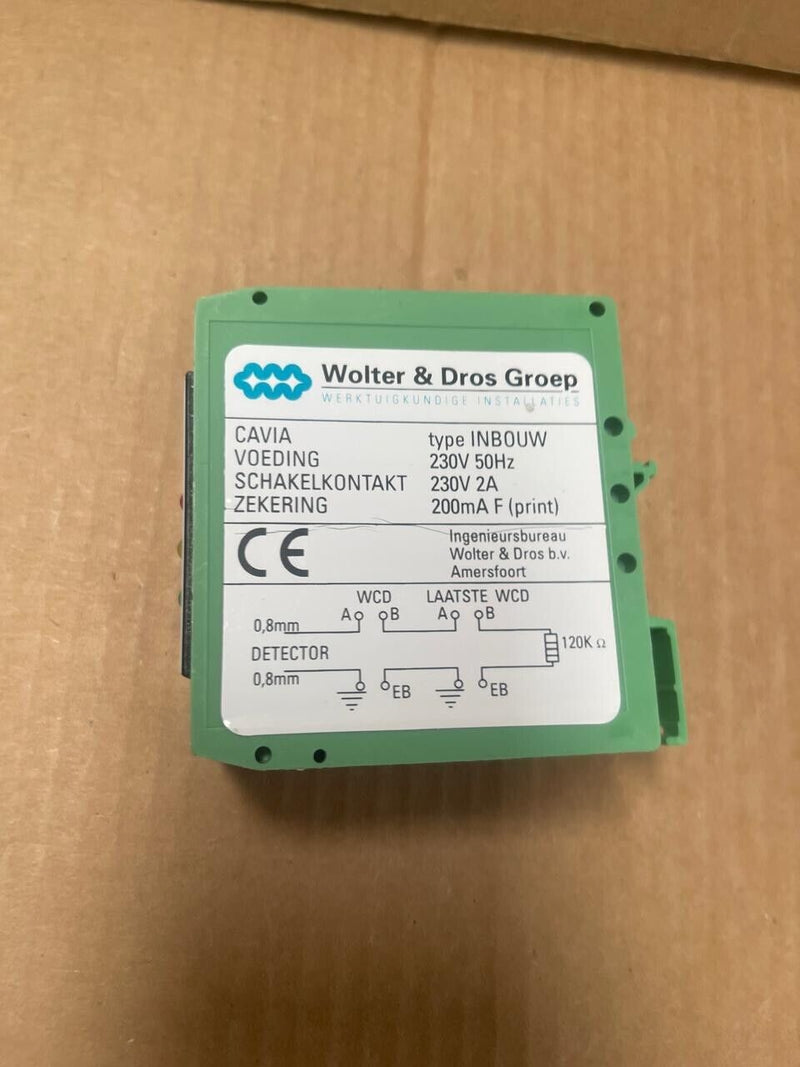 Wolter & Dros Groep
WERKTUIGKUNDIGE INSTALLATIES
CAVIA type INBOUW
VOEDING 230V 50Hz
SCHAKELKONTAKT 230V 2A
ZEKERING 200mA F (print)
CE
Ingenieursbureau
Wolter & Dros b.v.
Amersfoort
WCD LAATSTE WCD
A B A B
0,8mm
120K Ω
DETECTOR
0,8mm
EB EB